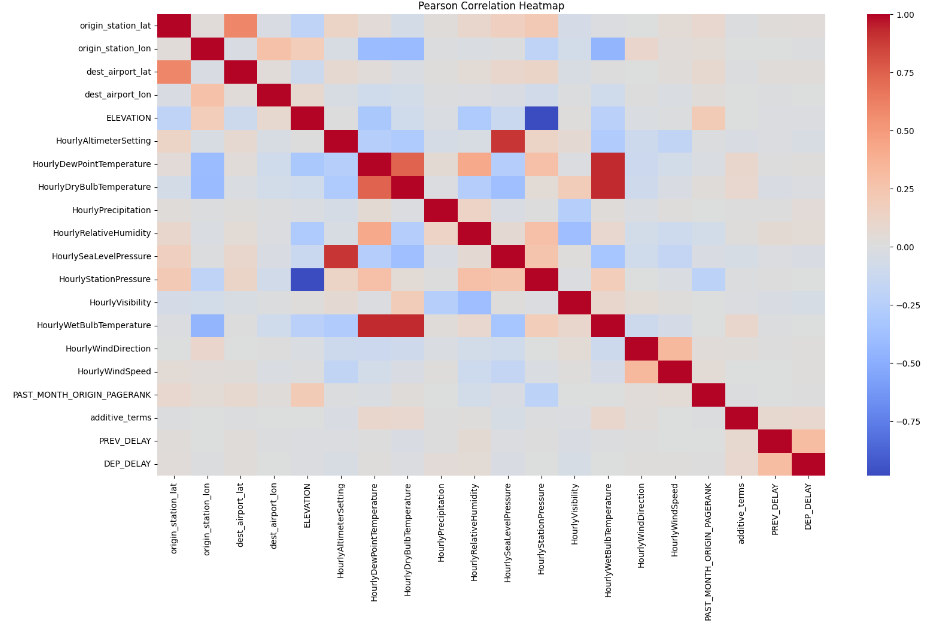 Pearson Correlation Heatmap
origin_station_lat
origin_station_lon
dest_airport_lat
dest_airport_lon
ELEVATION
HourlyAltimeterSetting
HourlyDewPointTemperature
HourlyDryBulbTemperature
HourlyPrecipitation
HourlyRelativeHumidity
HourlySeaLevelPressure
HourlyStationPressure
HourlyVisibility
HourlyWetBulbTemperature
HourlyWindDirection
HourlyWindSpeed
PAST_MONTH_ORIGIN_PAGERANK
additive_terms
PREV_DELAY
DEP_DELAY
origin_station_lat
origin_station_lon
dest_airport_lat
dest_airport_lon
ELEVATION
HourlyAltimeterSetting
HourlyDewPointTemperature
HourlyDryBulbTemperature
HourlyPrecipitation
HourlyRelativeHumidity
HourlySeaLevelPressure
HourlyStationPressure
HourlyVisibility
HourlyWetBulbTemperature
HourlyWindDirection
HourlyWindSpeed
PAST_MONTH_ORIGIN_PAGERANK
additive_terms
PREV_DELAY
DEP_DELAY
1.00
0.75
0.50
0.25
0.00
−0.25
−0.50
−0.75